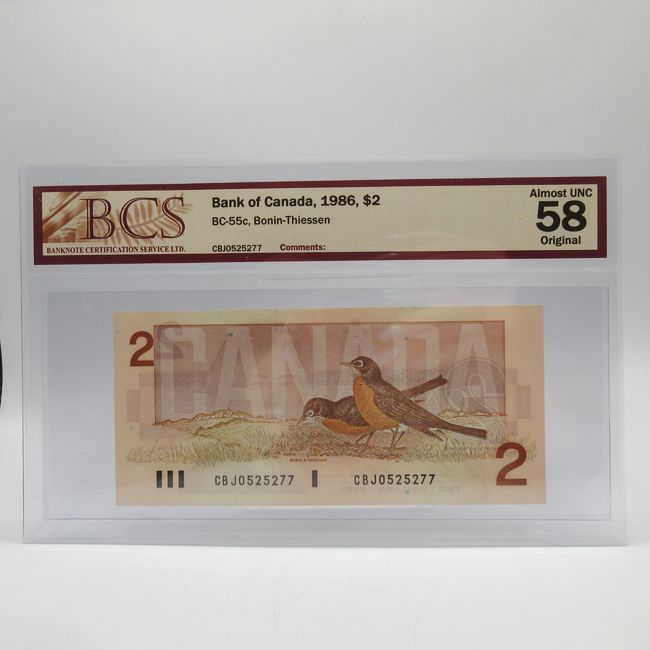 BCS
BANKNOTE CERTIFICATION SERVICE LTD.
Bank of Canada, 1986, $2
BC-55c, Bonin-Thiessen
CBJ0525277 Comments:
Almost UNC
58
Original
2
CANADA
2
CBJ0525277 CBJ0525277